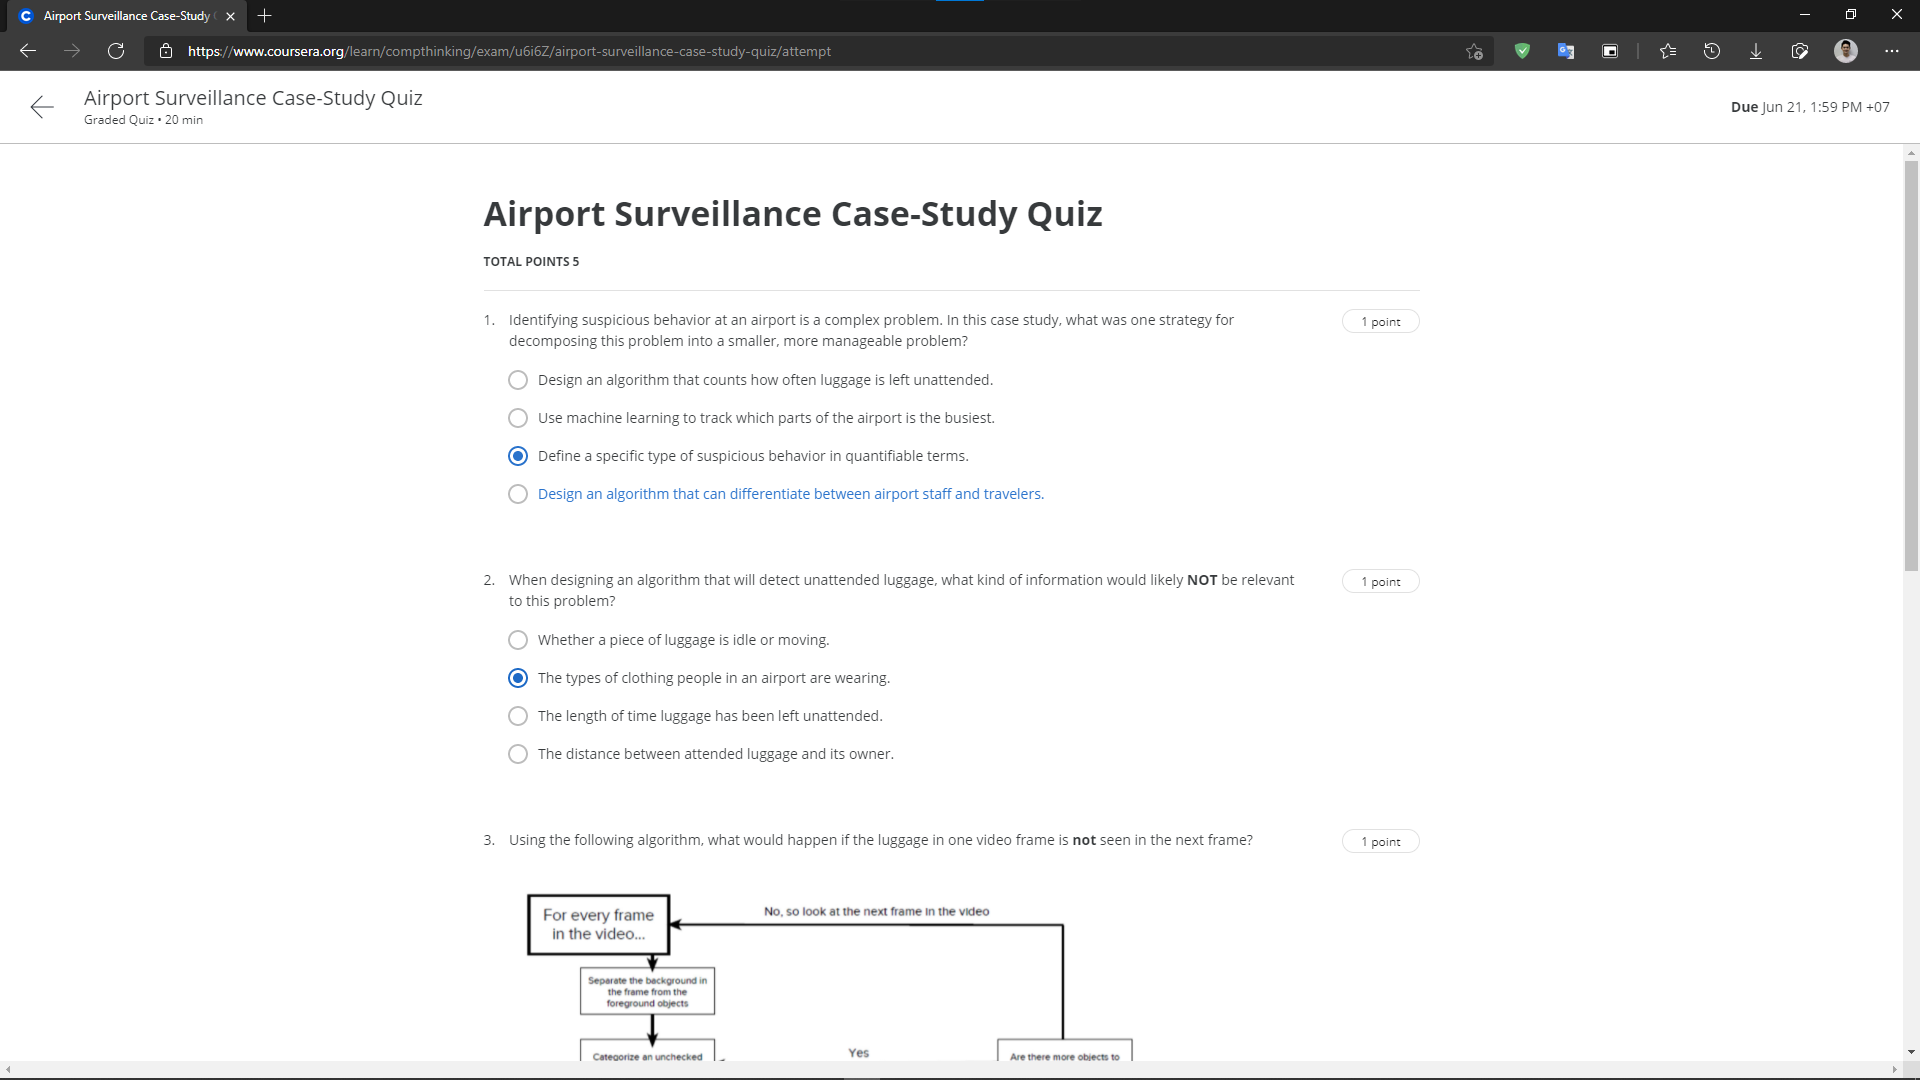 Airport Surveillance Case-Study
https://www.coursera.org/learn/compthinking/exam/u6i6Z/airport-surveillance-case-study-quiz/attempt
Airport Surveillance Case-Study Quiz
Graded Quiz • 20 min
Due Jun 21, 1:59 PM +07
Airport Surveillance Case-Study Quiz
TOTAL POINTS 5
1. Identifying suspicious behavior at an airport is a complex problem. In this case study, what was one strategy for
decomposing this problem into a smaller, more manageable problem?
1 point
Design an algorithm that counts how often luggage is left unattended.
Use machine learning to track which parts of the airport is the busiest.
Define a specific type of suspicious behavior in quantifiable terms.
Design an algorithm that can differentiate between airport staff and travelers.
2. When designing an algorithm that will detect unattended luggage, what kind of information would likely NOT be relevant
to this problem?
1 point
Whether a piece of luggage is idle or moving.
The types of clothing people in an airport are wearing.
The length of time luggage has been left unattended.
The distance between attended luggage and its owner.
3. Using the following algorithm, what would happen if the luggage in one video frame is not seen in the next frame?
1 point
For every frame
in the video...
No, so look at the next frame in the video
Separate the background in
the frame from the
foreground objects
Categorize an unchecked
Yes
Are there more objects to